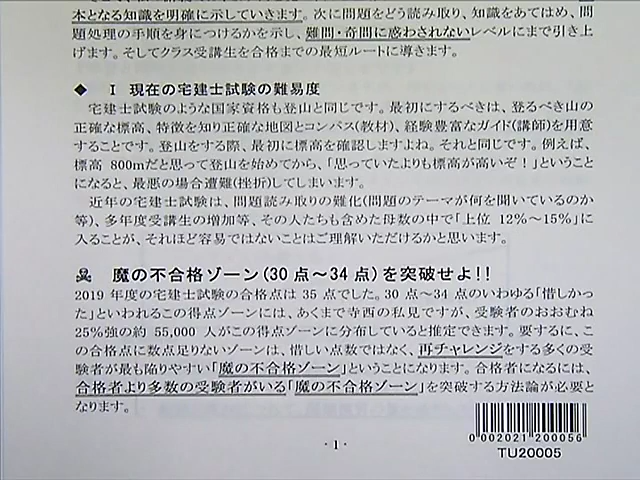 本となる知識を明確に示していきます。次に問題をどう読み取り、知識をあてはめ、問
題処理の手順を身につけるかを示し、難問・奇問に惑わされないレベルにまで引き上
げます。そしてクラス受講生を合格までの最短ルートに導きます。
◆ Ⅰ 現在の宅建士試験の難易度
宅建士試験のような国家資格も登山と同じです。最初にするべきは、登るべき山の
正確な標高、特徴を知り正確な地図とコンパス(教材)、経験豊富なガイド(講師)を用意
することです。登山をする際、最初に標高を確認しますよね。それと同じです。例えば、
標高 800mだと思って登山を始めてから、「思っていたよりも標高が高いぞ!」ということ
になると、最悪の場合遭難(挫折)してしまいます。
近年の宅建士試験は、問題読み取りの難化(問題のテーマが何を聞いているのか
等)、多年度受講生の増加等、その人たちも含めた母数の中で「上位 12%~15%」に
入ることが、それほど容易ではないことはご理解いただけるかと思います。
☠ 魔の不合格ゾーン(30 点~34 点)を突破せよ!!
2019 年度の宅建士試験の合格点は 35 点でした。30 点~34 点のいわゆる「惜しかっ
た」といわれるこの得点ゾーンには、あくまで寺西の私見ですが、受験者のおおむね
25%強の約 55,000 人がこの得点ゾーンに分布していると推定できます。要するに、こ
の合格点に数点足りないゾーンは、惜しい点数ではなく、再チャレンジをする多くの受
験者が最も陥りやすい「魔の不合格ゾーン」ということになります。合格者になるには、
合格者より多数の受験者がいる「魔の不合格ゾーン」を突破する方法論が必要と
なります。
・1・
0 002021 200056
TU20005